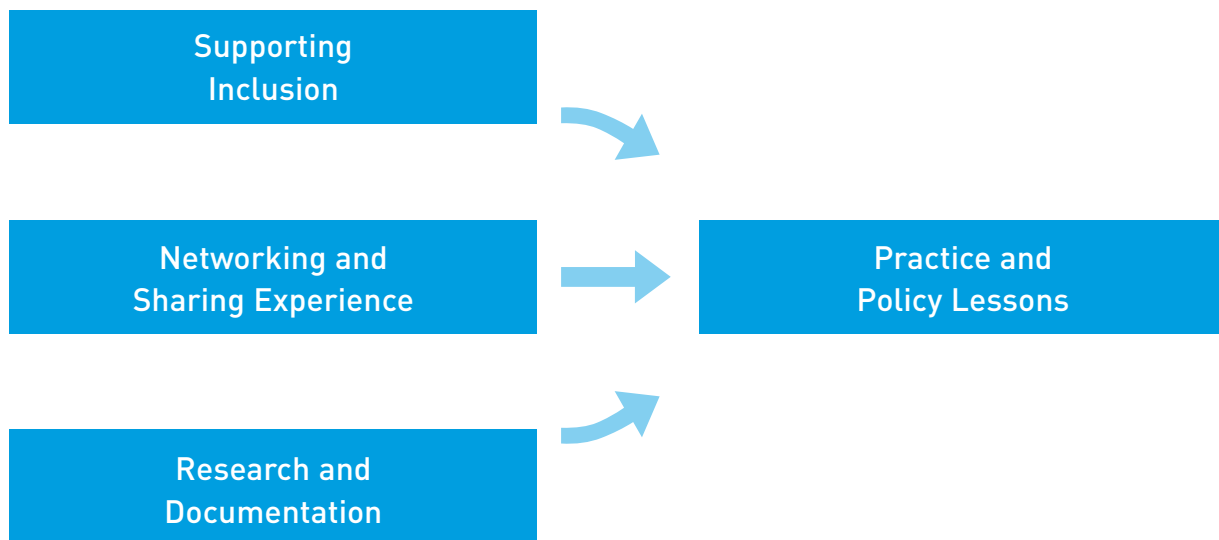 Supporting
Inclusion
Networking and
Sharing Experience
Practice and
Policy Lessons
Research and
Documentation